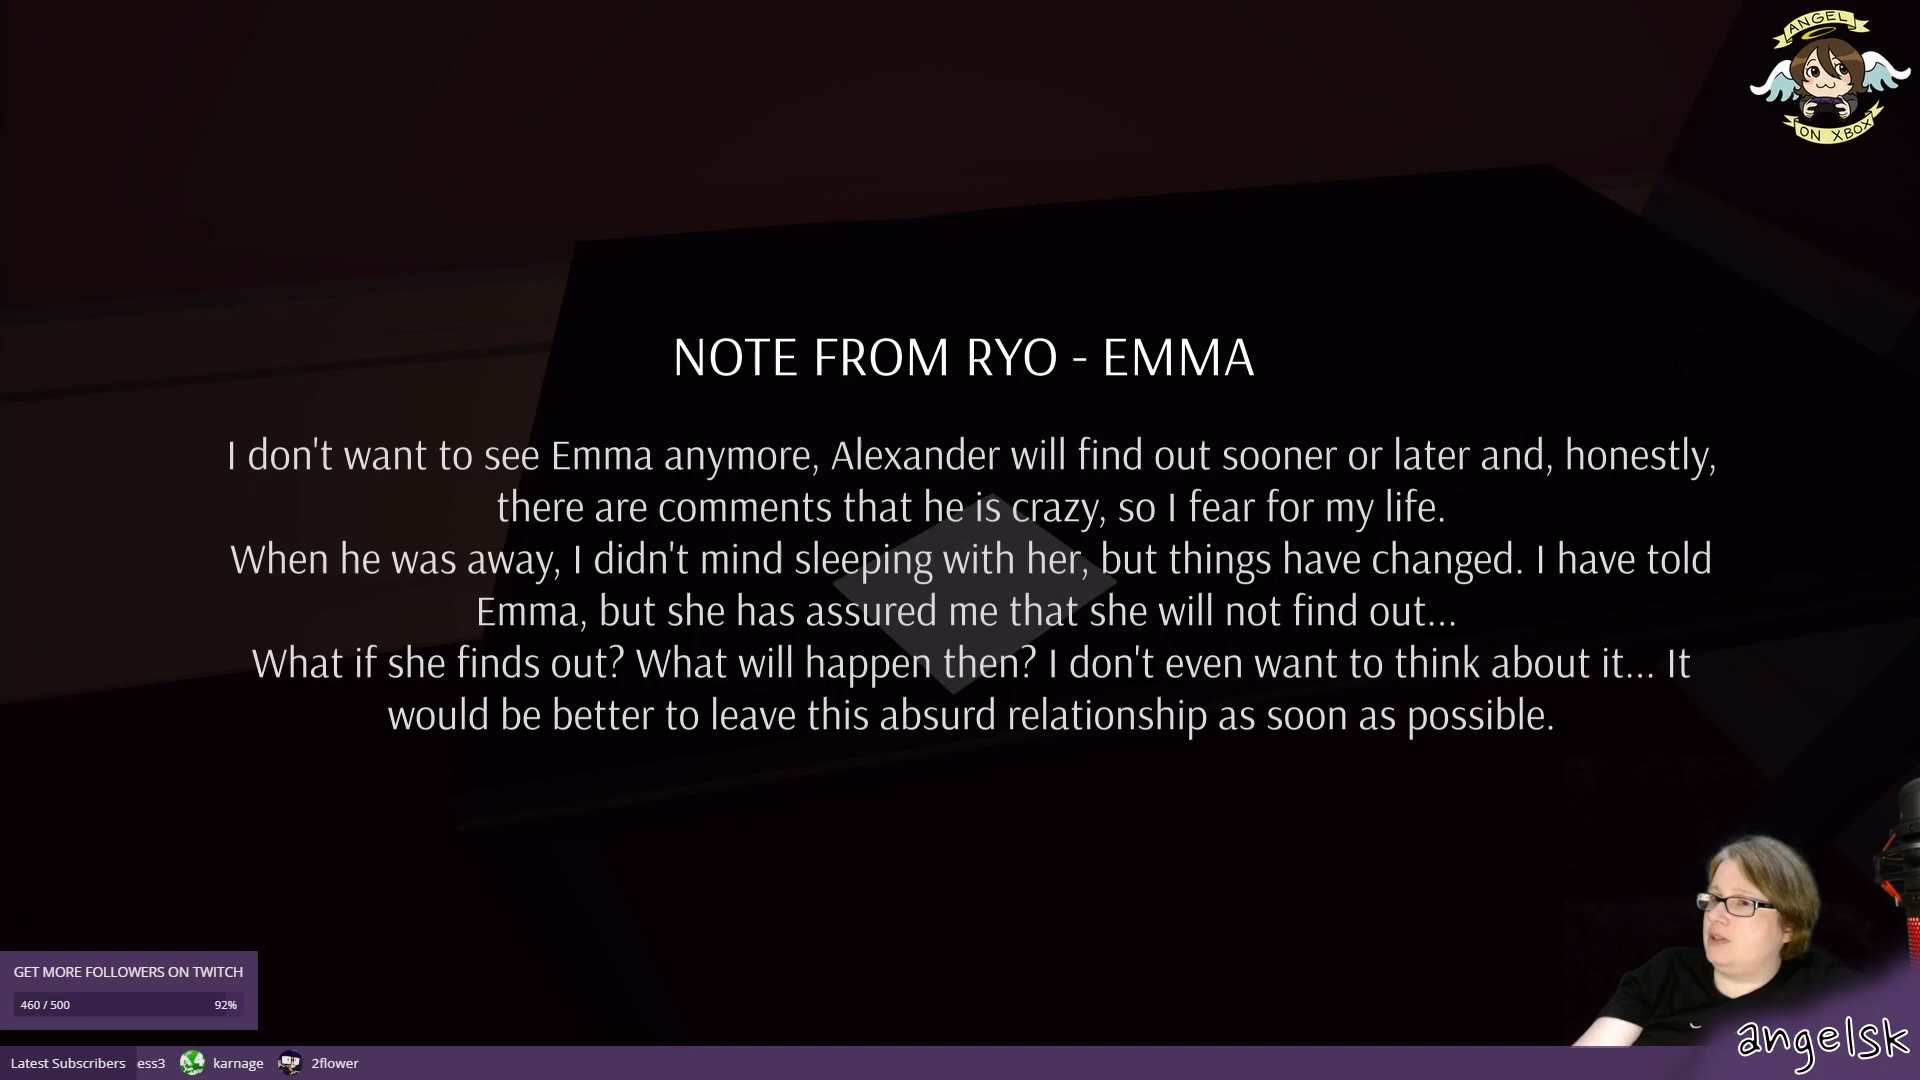 ANGEL
ON XBOX
NOTE FROM RYO - EMMA
I don't want to see Emma anymore, Alexander will find out sooner or later and, honestly,
there are comments that he is crazy, so I fear for my life.
When he was away, I didn't mind sleeping with her, but things have changed. I have told
Emma, but she has assured me that she will not find out...
What if she finds out? What will happen then? I don't even want to think about it... It
would be better to leave this absurd relationship as soon as possible.
GET MORE FOLLOWERS ON TWITCH
460 / 500 92%
angelsk
Latest Subscribers ess3 karnage 2flower